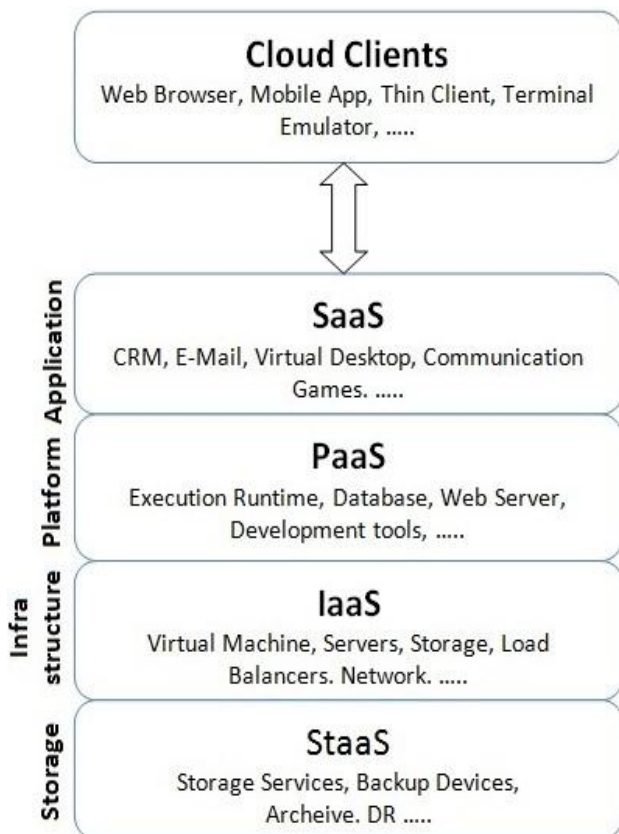 Cloud Clients
Web Browser, Mobile App, Thin Client, Terminal
Emulator, .....
Application
SaaS
CRM, E-Mail, Virtual Desktop, Communication
Games. .....
Platform
PaaS
Execution Runtime, Database, Web Server,
Development tools, .....
Infra
structure
IaaS
Virtual Machine, Servers, Storage, Load
Balancers. Network. .....
Storage
StaaS
Storage Services, Backup Devices,
Archeive. DR .....